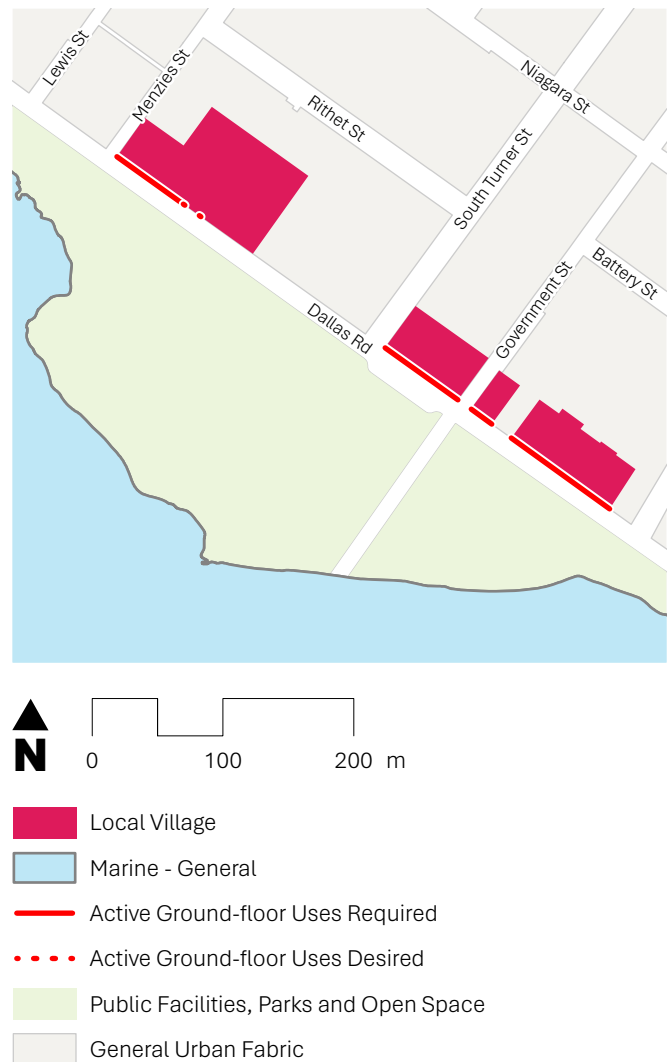 Lewis St
Menzies St
Niagara St
Rithet St
South Turner St
Government St
Battery St
Dallas Rd
N
0 100 200 m
Local Village
Marine - General
Active Ground-floor Uses Required
Active Ground-floor Uses Desired
Public Facilities, Parks and Open Space
General Urban Fabric